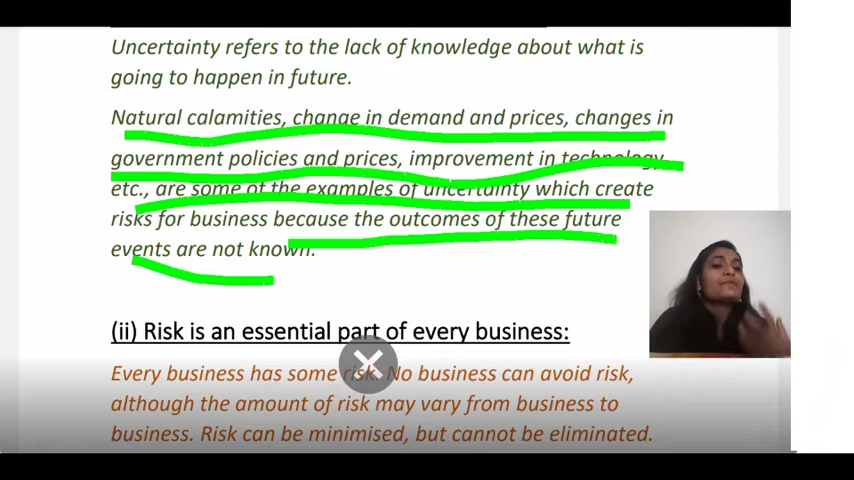 Uncertainty refers to the lack of knowledge about what is
going to happen in future.
Natural calamities, change in demand and prices, changes in
government policies and prices, improvement in technology
etc., are some of the examples of uncertainty which create
risks for business because the outcomes of these future
events are not known.
(ii) Risk is an essential part of every business:
Every business has some risk. No business can avoid risk,
although the amount of risk may vary from business to
business. Risk can be minimised, but cannot be eliminated.